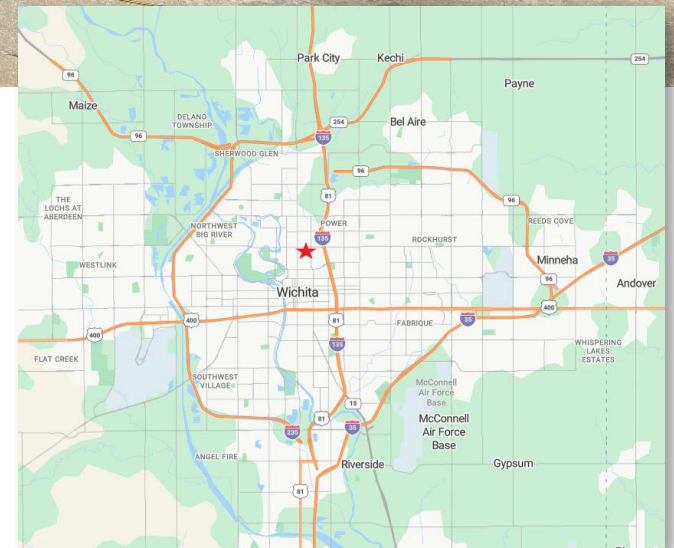 Park City
Kechi
254
96
Payne
Maize
DELANO
TOWNSHIP
254
Bel Aire
135
96
SHERWOOD GLEN
96
81
96
THE
LOCHS AT
ABERDEEN
NORTHWEST
BIG RIVER
POWER
REEDS COVE
135
ROCKHURST
WESTLINK
Minneha
35
96
Andover
Wichita
400
400
81
FABRIQUE
35
400
135
WHISPERING
LAKES
ESTATES
FLAT CREEK
SOUTHWEST
VILLAGE
McConnell
Air Force
Base
15
81
McConnell
Air Force
Base
235
35
ANGEL FIRE
Riverside
Gypsum
81